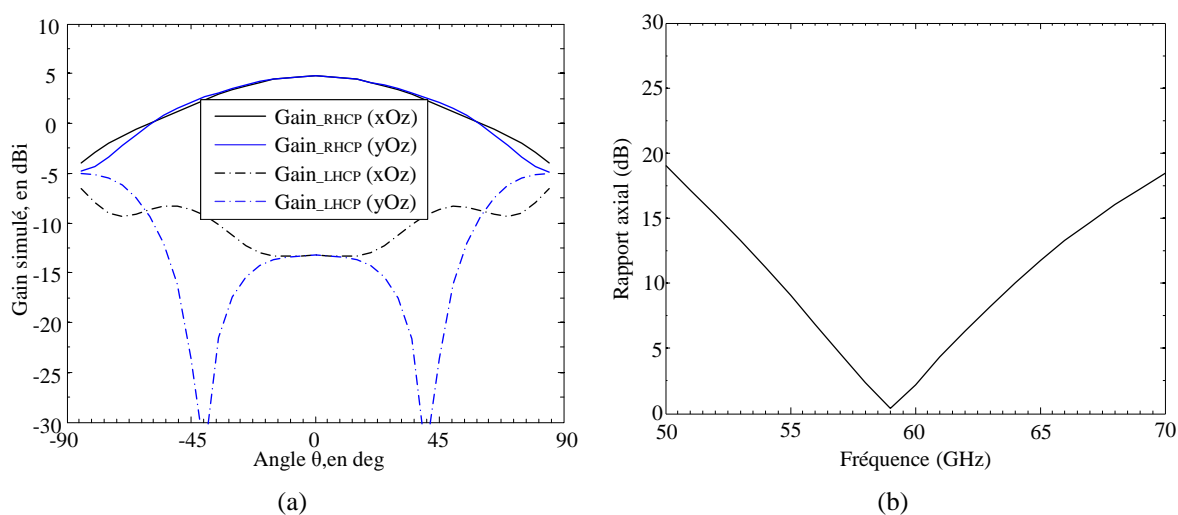 10
5
0
-5
-10
-15
-20
-25
-30
-90
-45
0
45
90
Gain simulé, en dBi
Angle θ,en deg
Gain_RHCP (xOz)
Gain_RHCP (yOz)
Gain_LHCP (xOz)
Gain_LHCP (yOz)
(a)
30
25
20
15
10
5
0
50
55
60
65
70
Rapport axial (dB)
Fréquence (GHz)
(b)